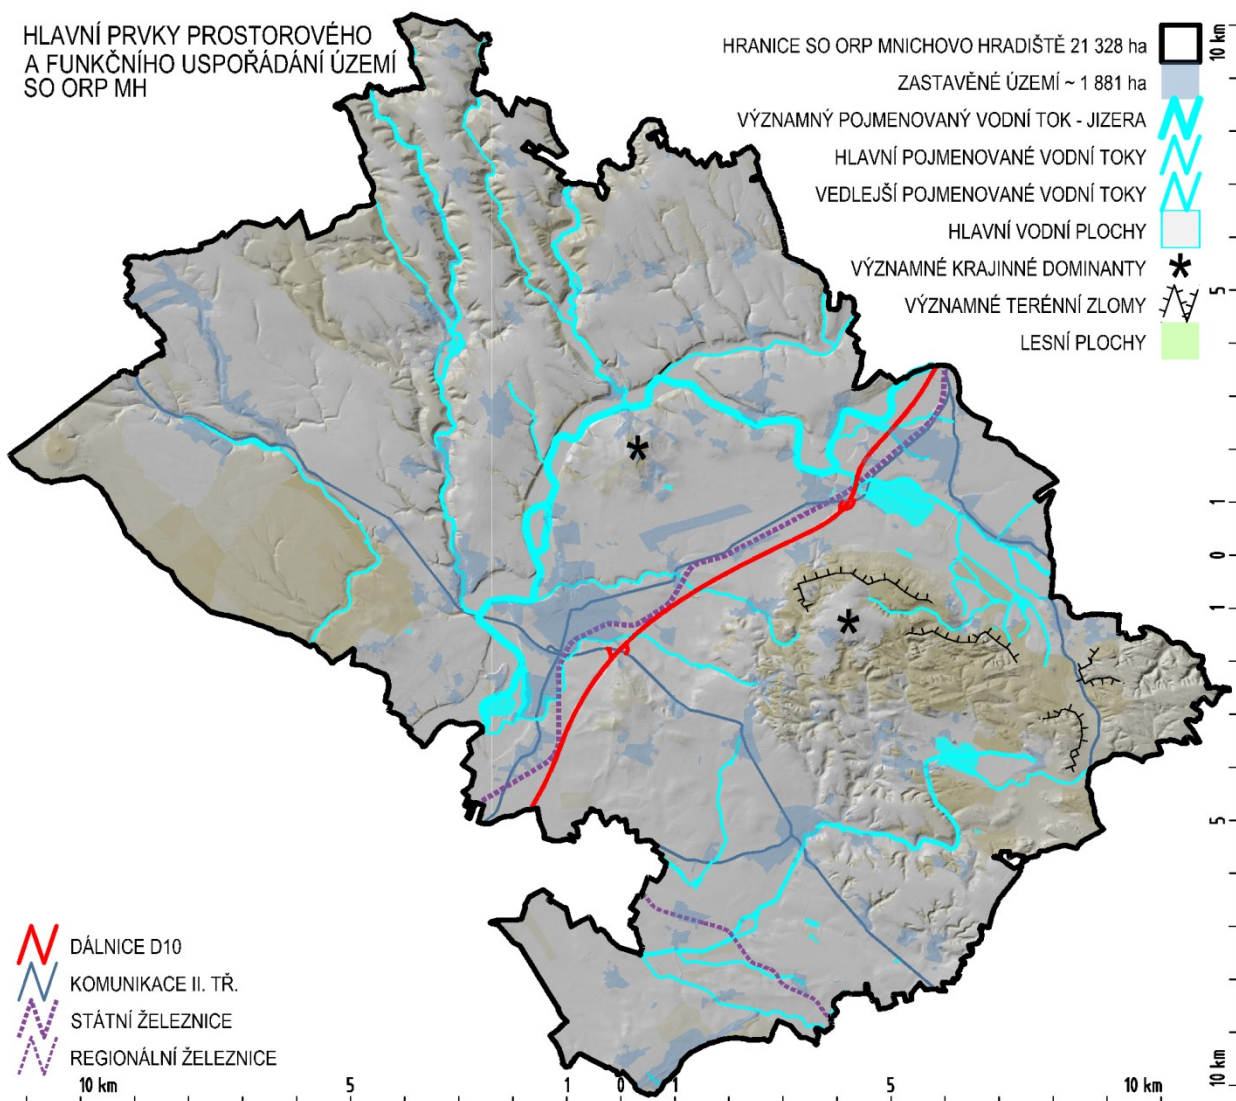 HLAVNÍ PRVKY PROSTOROVÉHO
A FUNKČNÍHO USPOŘÁDÁNÍ ÚZEMÍ
SO ORP MH
HRANICE SO ORP MNICHOVO HRADIŠTĚ 21 328 ha
ZASTAVĚNÉ ÚZEMÍ ~ 1 881 ha
VÝZNAMNÝ POJMENOVANÝ VODNÍ TOK - JIZERA
HLAVNÍ POJMENOVANÉ VODNÍ TOKY
VEDLEJŠÍ POJMENOVANÉ VODNÍ TOKY
HLAVNÍ VODNÍ PLOCHY
VÝZNAMNÉ KRAJINNÉ DOMINANTY
VÝZNAMNÉ TERÉNNÍ ZLOMY
LESNÍ PLOCHY
10 km
5
1
0
1
5
10 km
DÁLNICE D10
KOMUNIKACE II. TŘ.
STÁTNÍ ŽELEZNICE
REGIONÁLNÍ ŽELEZNICE
10 km 5 1 0 1 5 10 km